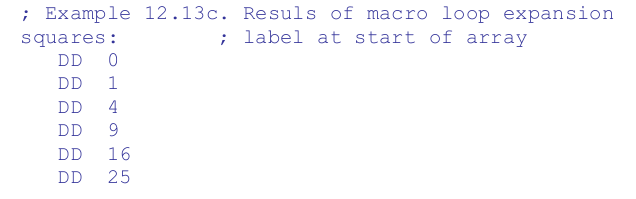 ; Example 12.13c. Resuls of macro loop expansion
squares: ; label at start of array
DD 0
DD 1
DD 4
DD 9
DD 16
DD 25